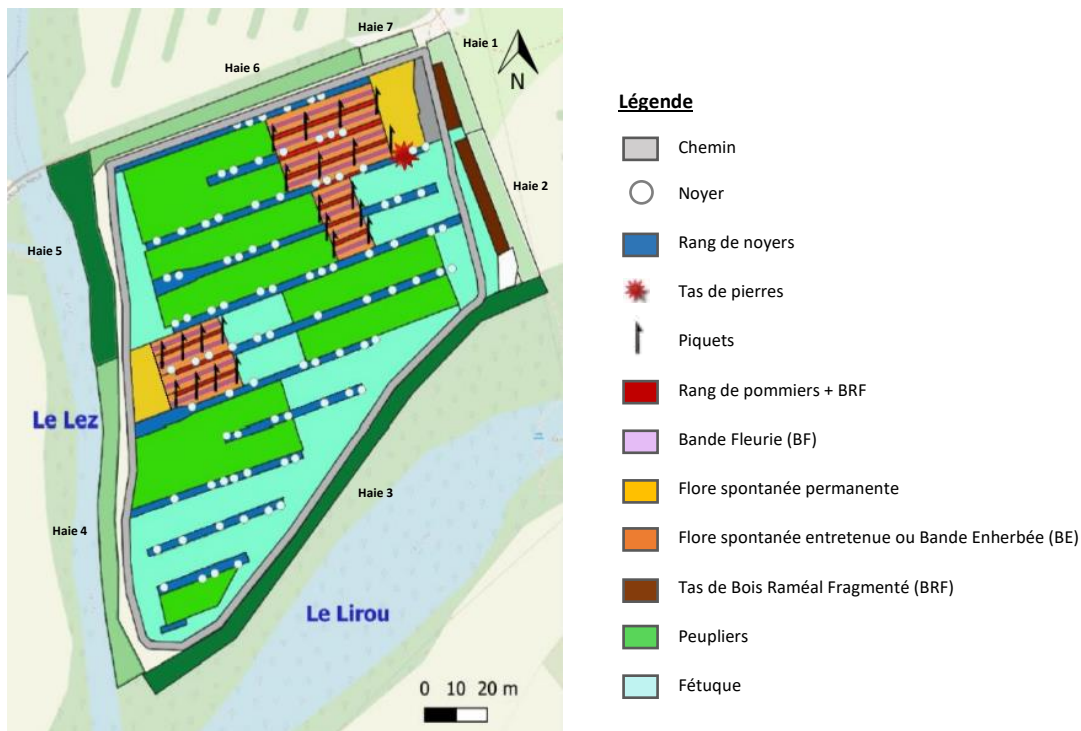 Haie 7
Haie 1
Haie 6
N
Haie 2
Haie 5
Le Lez
Haie 3
Haie 4
Le Lirou
0 10 20 m
Légende
Chemin
Noyer
Rang de noyers
Tas de pierres
Piquets
Rang de pommiers + BRF
Bande Fleurie (BF)
Flore spontanée permanente
Flore spontanée entretenue ou Bande Enherbée (BE)
Tas de Bois Raméal Fragmenté (BRF)
Peupliers
Fétuque